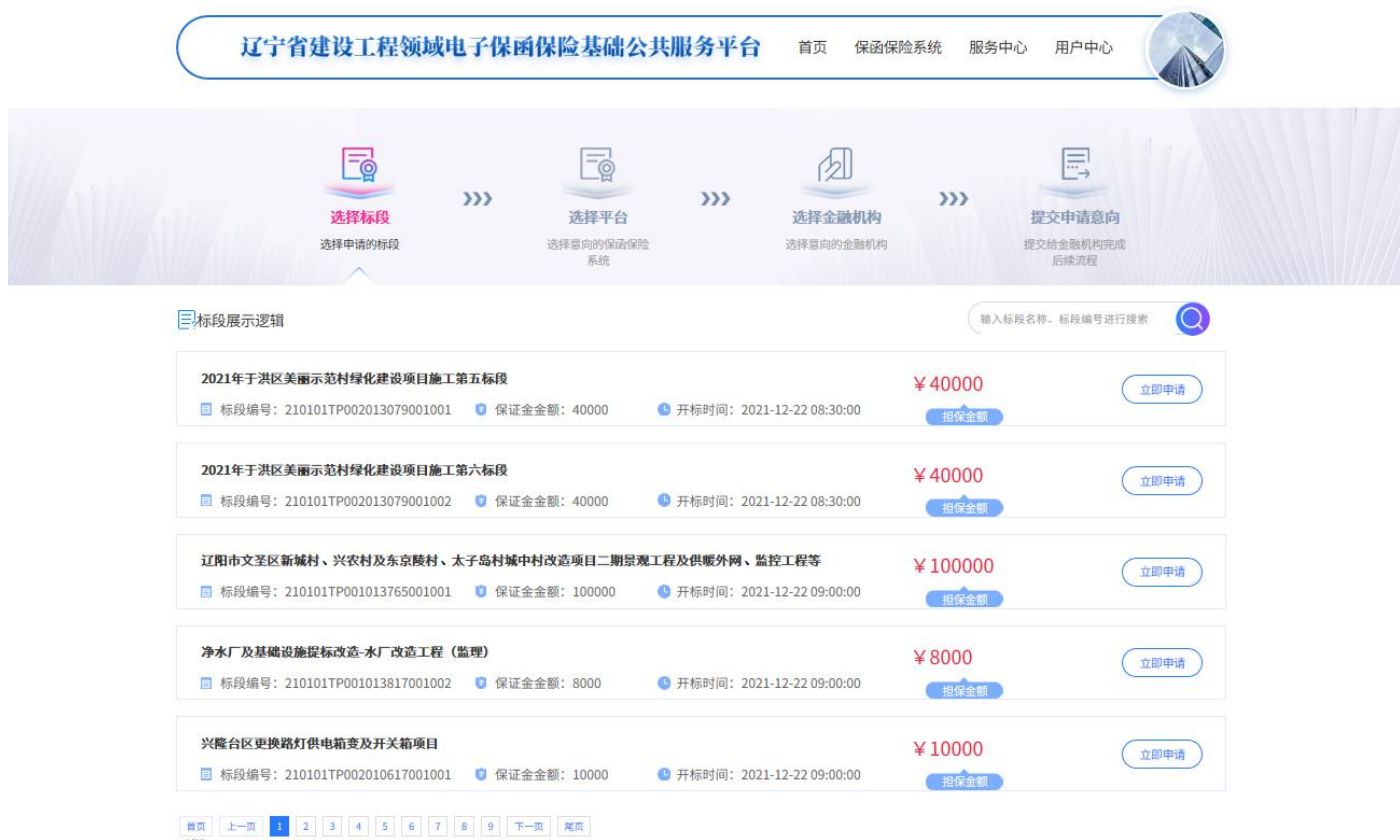 辽宁省建设工程领域电子保函保险基础公共服务平台 首页 保函保险系统 服务中心 用户中心
选择标段 选择平台 选择金融机构 提交申请意向
选择申请的标段 选择意向的保函保险 选择意向的金融机构 提交给金融机构完成
系统 后续流程
标段展示逻辑 输入标段名称、标段编号进行搜索
2021年于洪区美丽示范村绿化建设项目施工第五标段 ￥40000 立即申请
标段编号：210101TP002013079001001 保证金金额：40000 开标时间：2021-12-22 08:30:00 担保金额
2021年于洪区美丽示范村绿化建设项目施工第六标段 ￥40000 立即申请
标段编号：210101TP002013079001002 保证金金额：40000 开标时间：2021-12-22 08:30:00 担保金额
辽阳市文圣区新城村、兴农村及东京陵村、太子岛村城中村改造项目二期景观工程及供暖外网、监控工程等 ￥100000 立即申请
标段编号：210101TP001013765001001 保证金金额：100000 开标时间：2021-12-22 09:00:00 担保金额
净水厂及基础设施提标改造-水厂改造工程（监理） ￥8000 立即申请
标段编号：210101TP001013817001002 保证金金额：8000 开标时间：2021-12-22 09:00:00 担保金额
兴隆台区更换路灯供电箱变及开关箱项目 ￥10000 立即申请
标段编号：210101TP002010617001001 保证金金额：10000 开标时间：2021-12-22 09:00:00 担保金额
首页 上一页 1 2 3 4 5 6 7 8 9 下一页 尾页